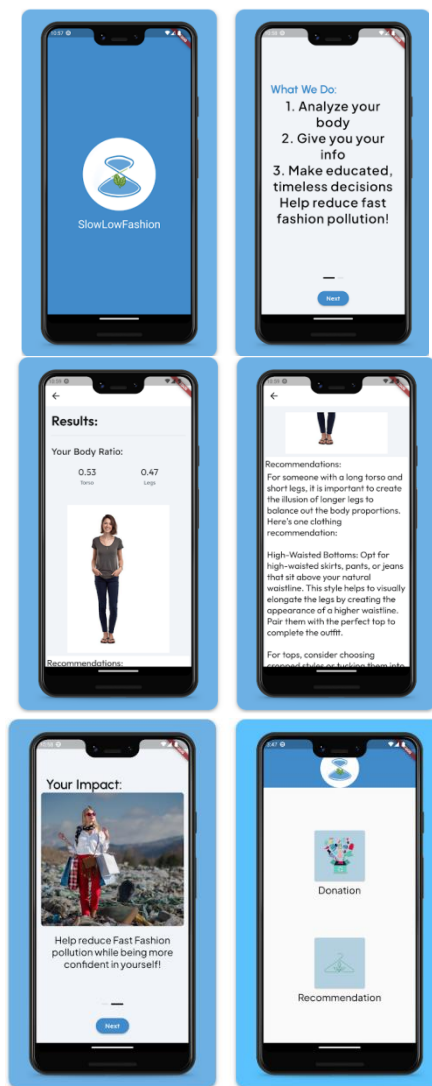 SlowLowFashion
What We Do:
1. Analyze your
body
2. Give you your
info
3. Make educated,
timeless decisions
Help reduce fast
fashion pollution!
Next
Results:
Your Body Ratio:
0.53 0.47
Torso Legs
Recommendations:
Recommendations:
For someone with a long torso and
short legs, it is important to create
the illusion of longer legs to
balance out the body proportions.
Here's one clothing
recommendation:
High-Waisted Bottoms: Opt for
high-waisted skirts, pants, or jeans
that sit above your natural
waistline. This style helps to visually
elongate the legs by creating the
appearance of a higher waistline.
Pair them with the perfect top to
complete the outfit.
For tops, consider choosing
cropped styles or tucking them into
Your Impact:
Help reduce Fast Fashion
pollution while being more
confident in yourself!
Next
Donation
Recommendation